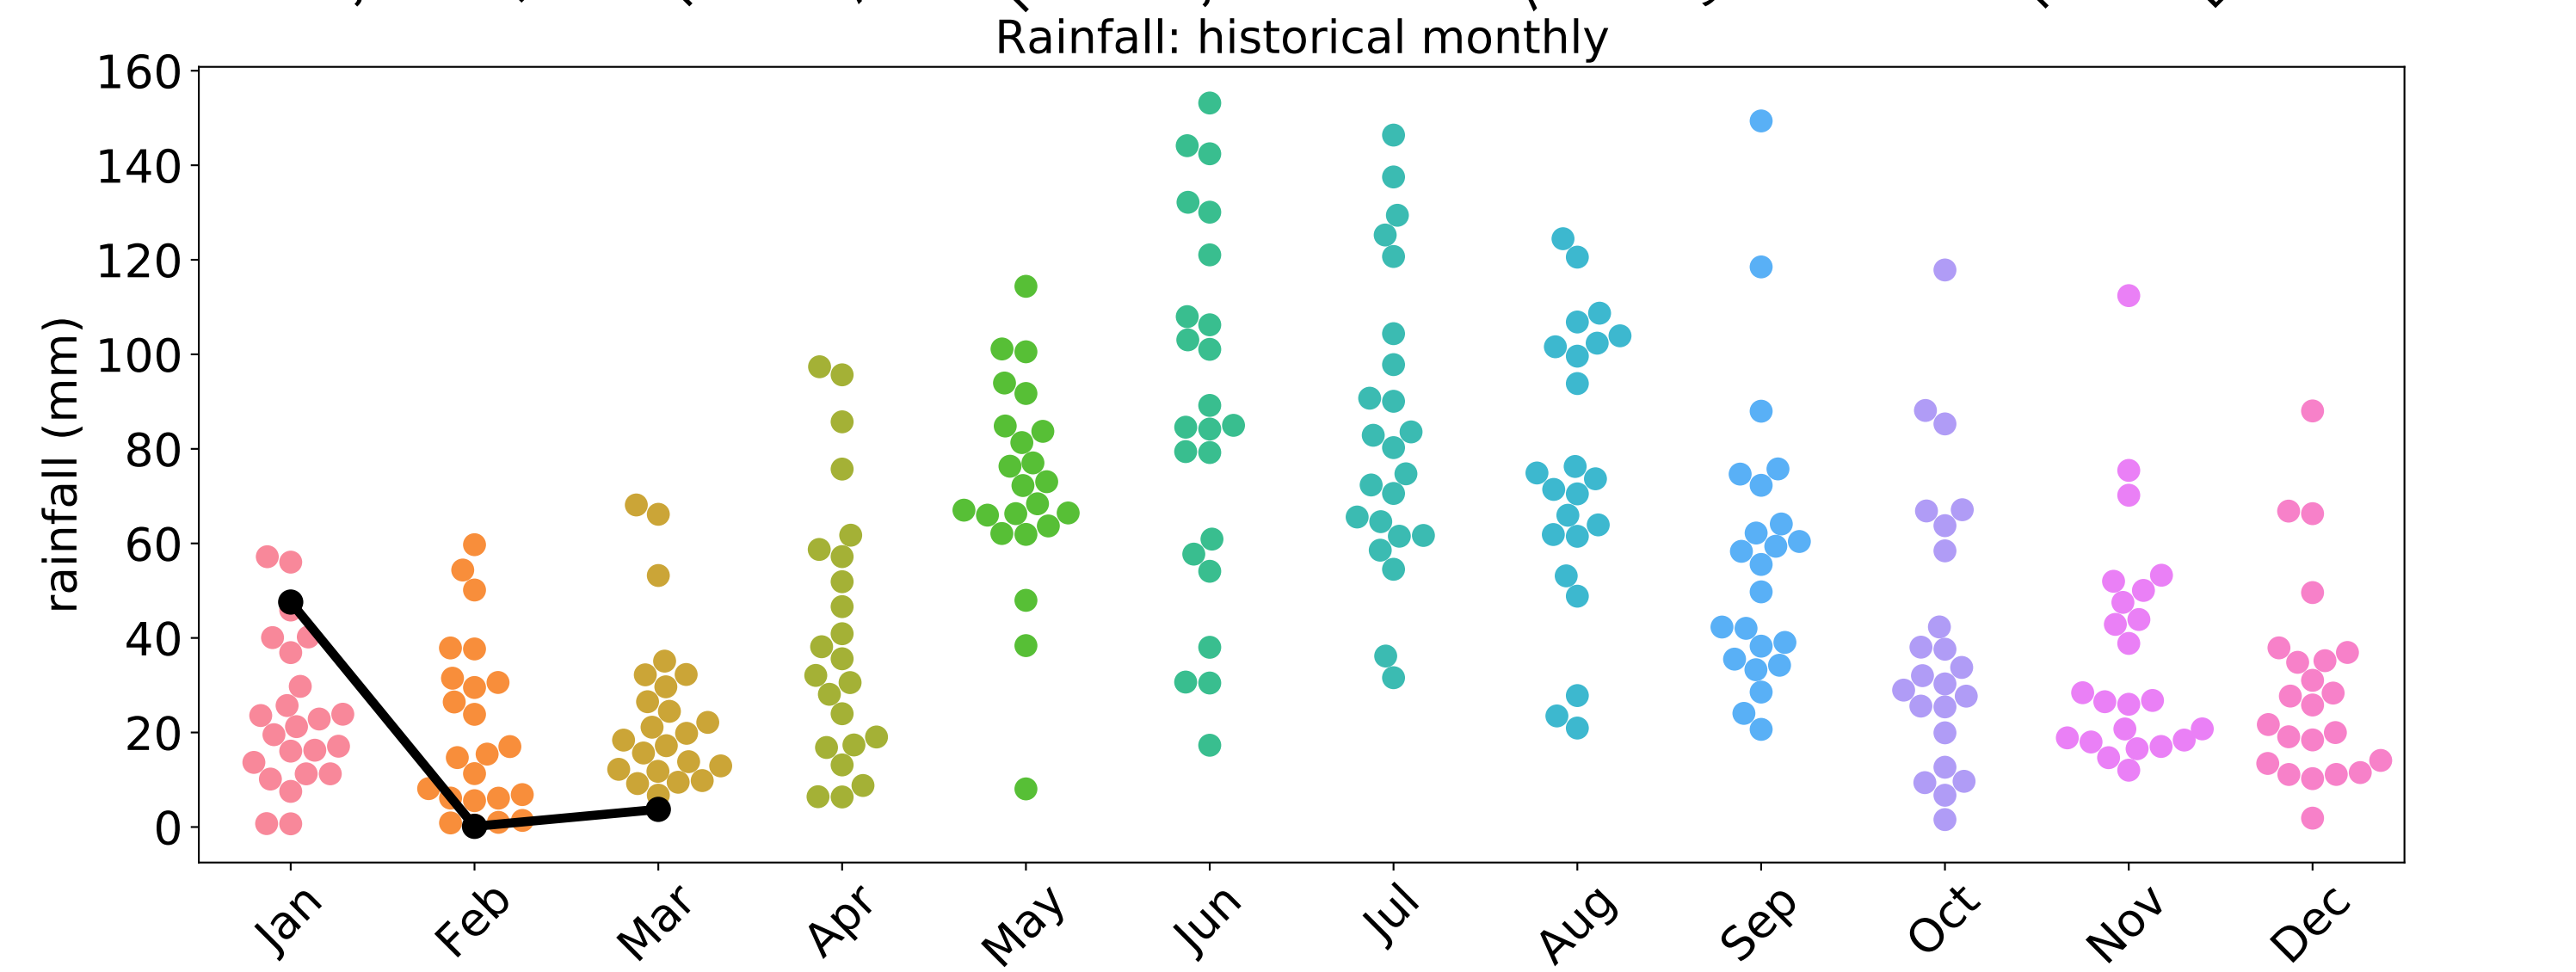 Rainfall: historical monthly
160
140
120
100
80
60
40
20
0
rainfall (mm)
Jan
Feb
Mar
Apr
May
Jun
Jul
Aug
Sep
Oct
Nov
Dec